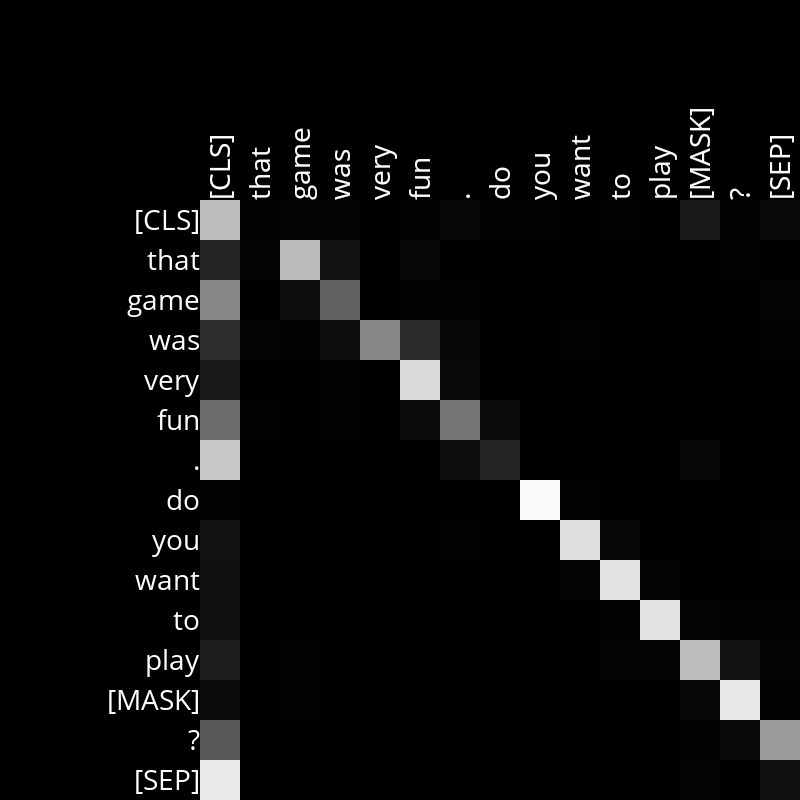 [CLS] that game was very fun . do you want to play [MASK] ? [SEP]
[CLS]
that
game
was
very
fun
.
do
you
want
to
play
[MASK]
?
[SEP]